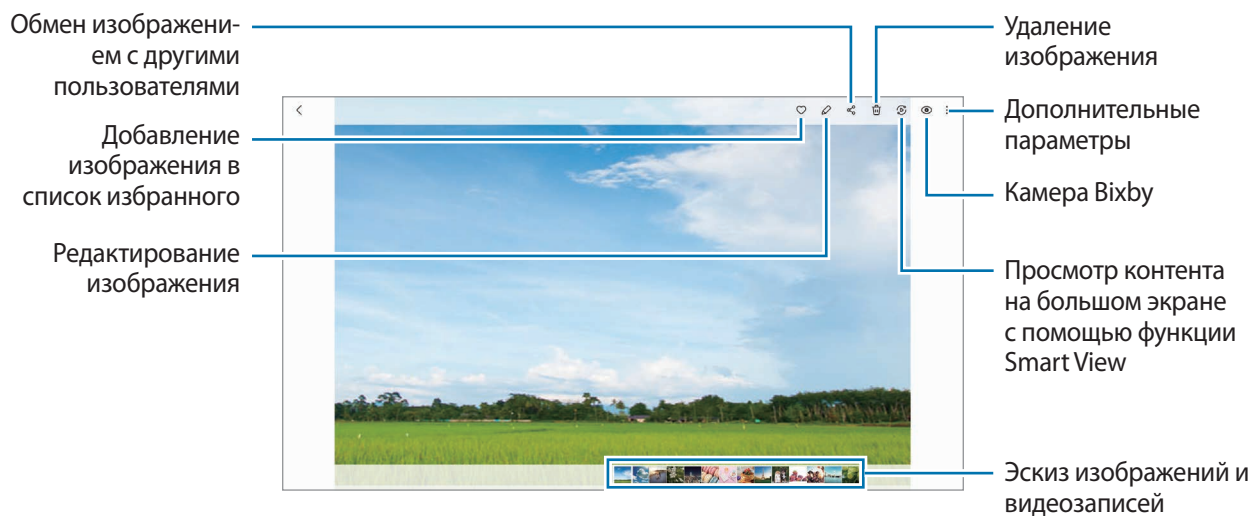 Обмен изображени-
ем с другими
пользователями
Добавление
изображения в
список избранного
Редактирование
изображения
Удаление
изображения
Дополнительные
параметры
Камера Bixby
Просмотр контента
на большом экране
с помощью функции
Smart View
Эскиз изображений и
видеозаписей